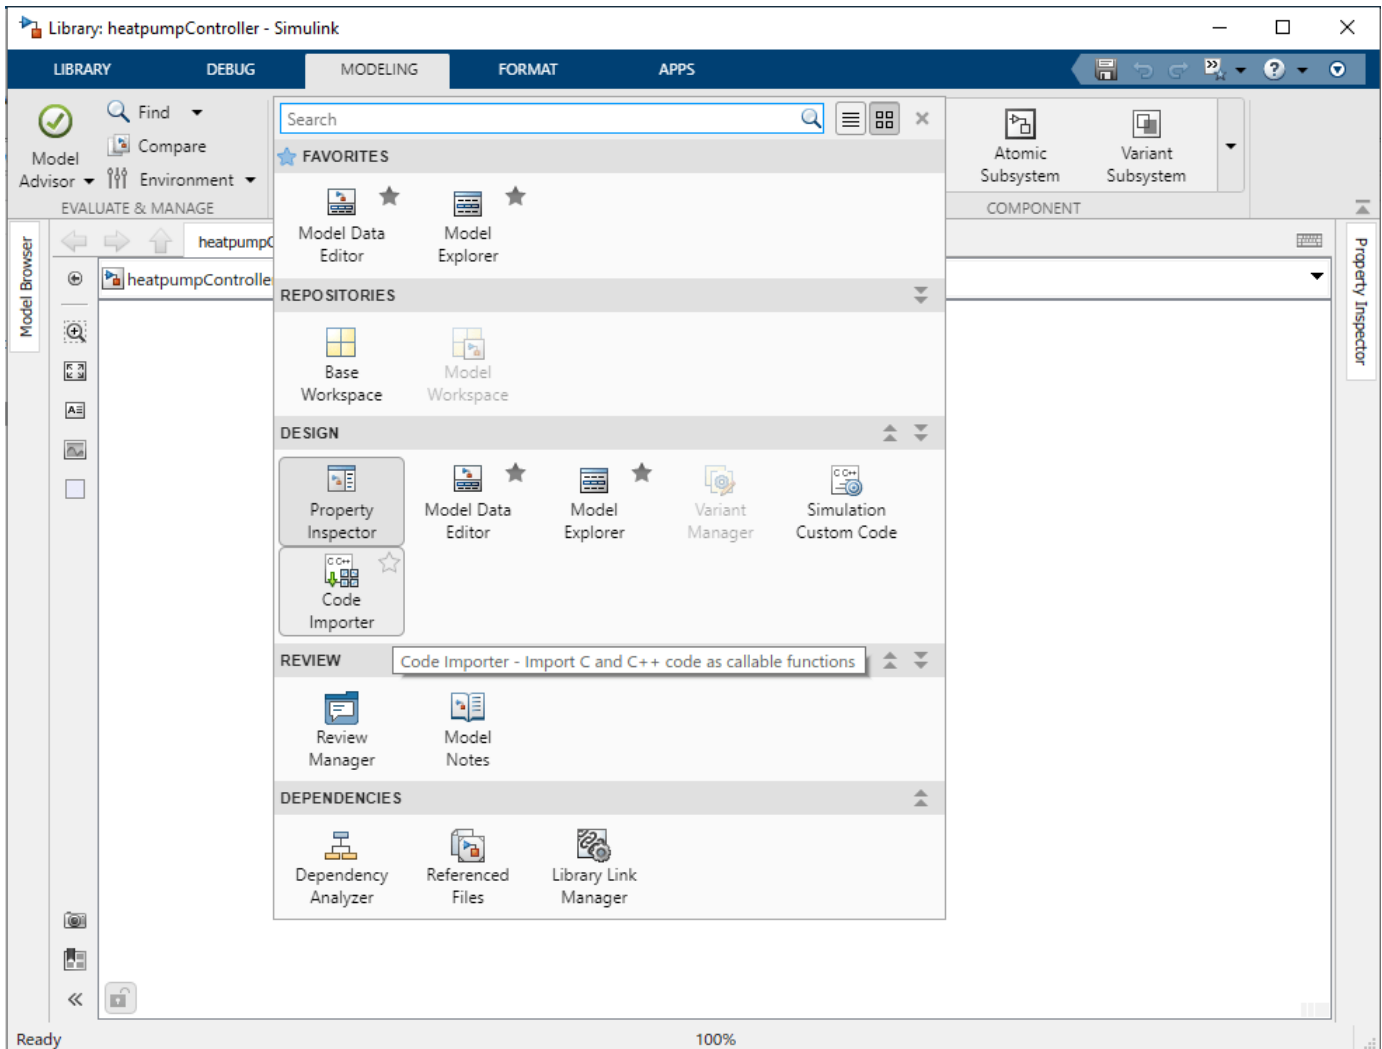 Library: heatpumpController - Simulink
LIBRARY DEBUG MODELING FORMAT APPS
Model Advisor
Find
Compare
Environment
EVALUATE & MANAGE
Search
Atomic Subsystem
Variant Subsystem
COMPONENT
FAVORITES
Model Data Editor
Model Explorer
REPOSITORIES
Base Workspace
Model Workspace
DESIGN
Property Inspector
Model Data Editor
Model Explorer
Variant Manager
C C++
Simulation Custom Code
C C++
Code Importer
REVIEW
Code Importer - Import C and C++ code as callable functions
Review Manager
Model Notes
DEPENDENCIES
Dependency Analyzer
Referenced Files
Library Link Manager
Model Browser
heatpumpC
heatpumpControlle
Property Inspector
Ready
100%